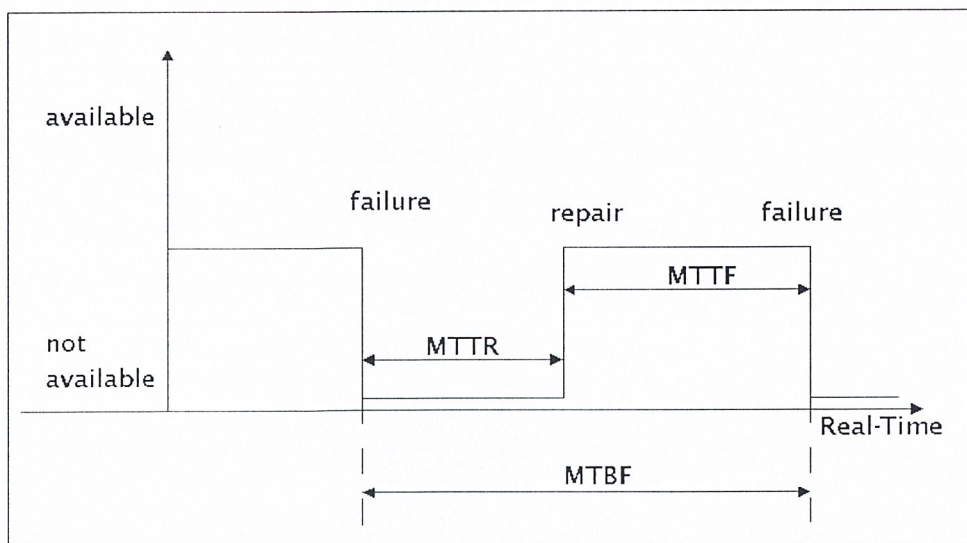 available
failure
repair
failure
MTTF
not
MTTR
available
Real-Time
MTBF